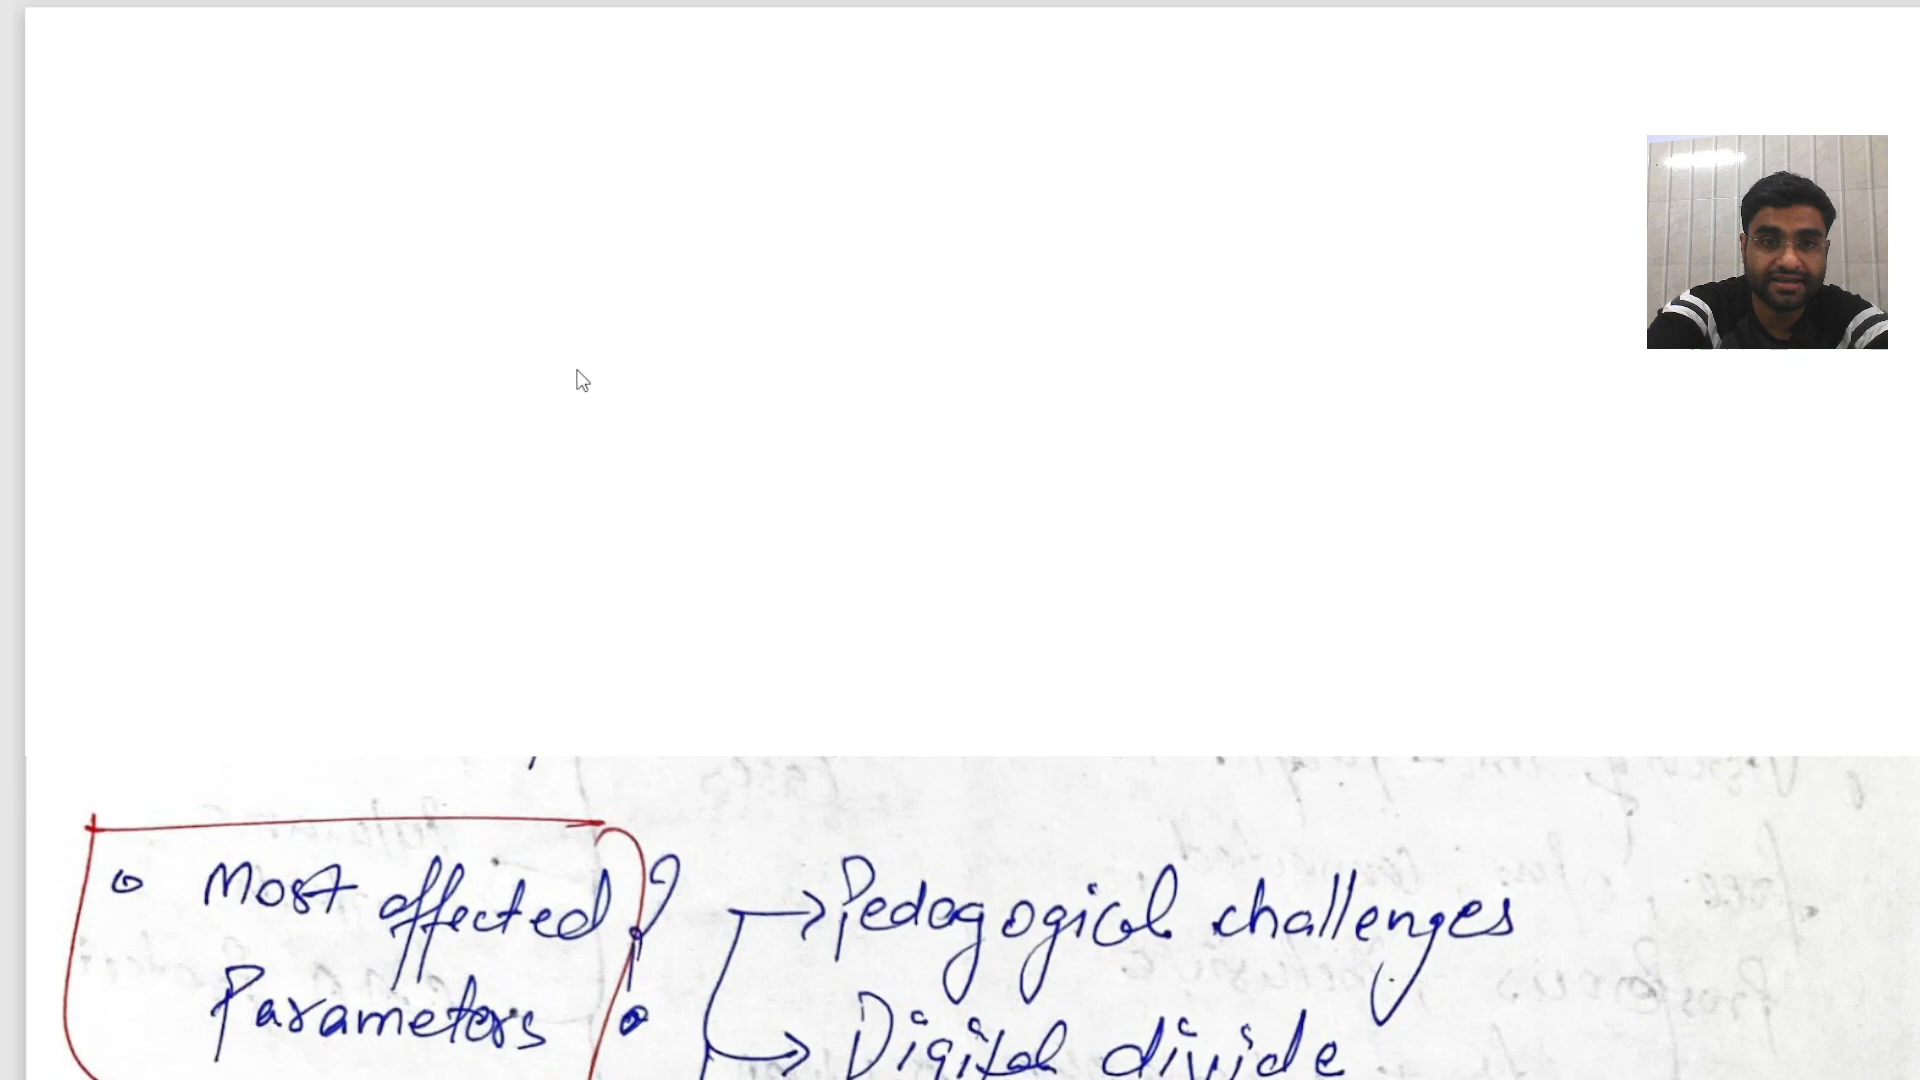 o Most affected ? → Pedagogical challenges
Parameters
→ Digital divide